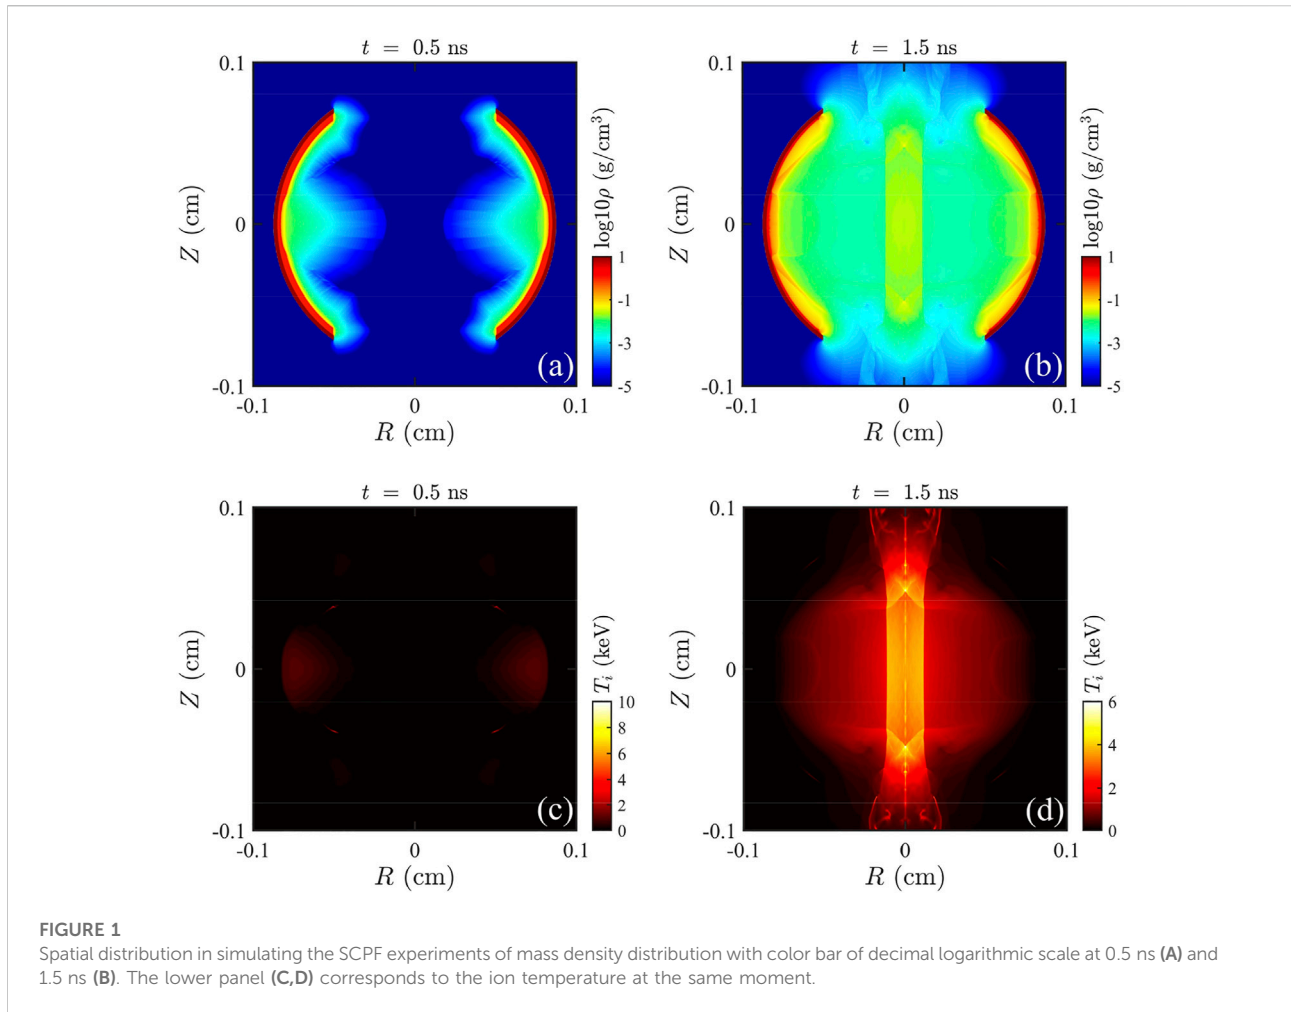 t = 0.5 ns
t = 1.5 ns
0.1
0
-0.1
Z (cm)
-0.1
0
0.1
R (cm)
log10ρ (g/cm³)
1
-1
-3
-5
(a)
0.1
0
-0.1
Z (cm)
-0.1
0
0.1
R (cm)
log10ρ (g/cm³)
1
-1
-3
-5
(b)
t = 0.5 ns
t = 1.5 ns
0.1
0
-0.1
Z (cm)
-0.1
0
0.1
R (cm)
T_i (keV)
10
8
6
4
2
0
(c)
0.1
0
-0.1
Z (cm)
-0.1
0
0.1
R (cm)
T_i (keV)
6
4
2
0
(d)
FIGURE 1
Spatial distribution in simulating the SCPF experiments of mass density distribution with color bar of decimal logarithmic scale at 0.5 ns (A) and
1.5 ns (B). The lower panel (C,D) corresponds to the ion temperature at the same moment.